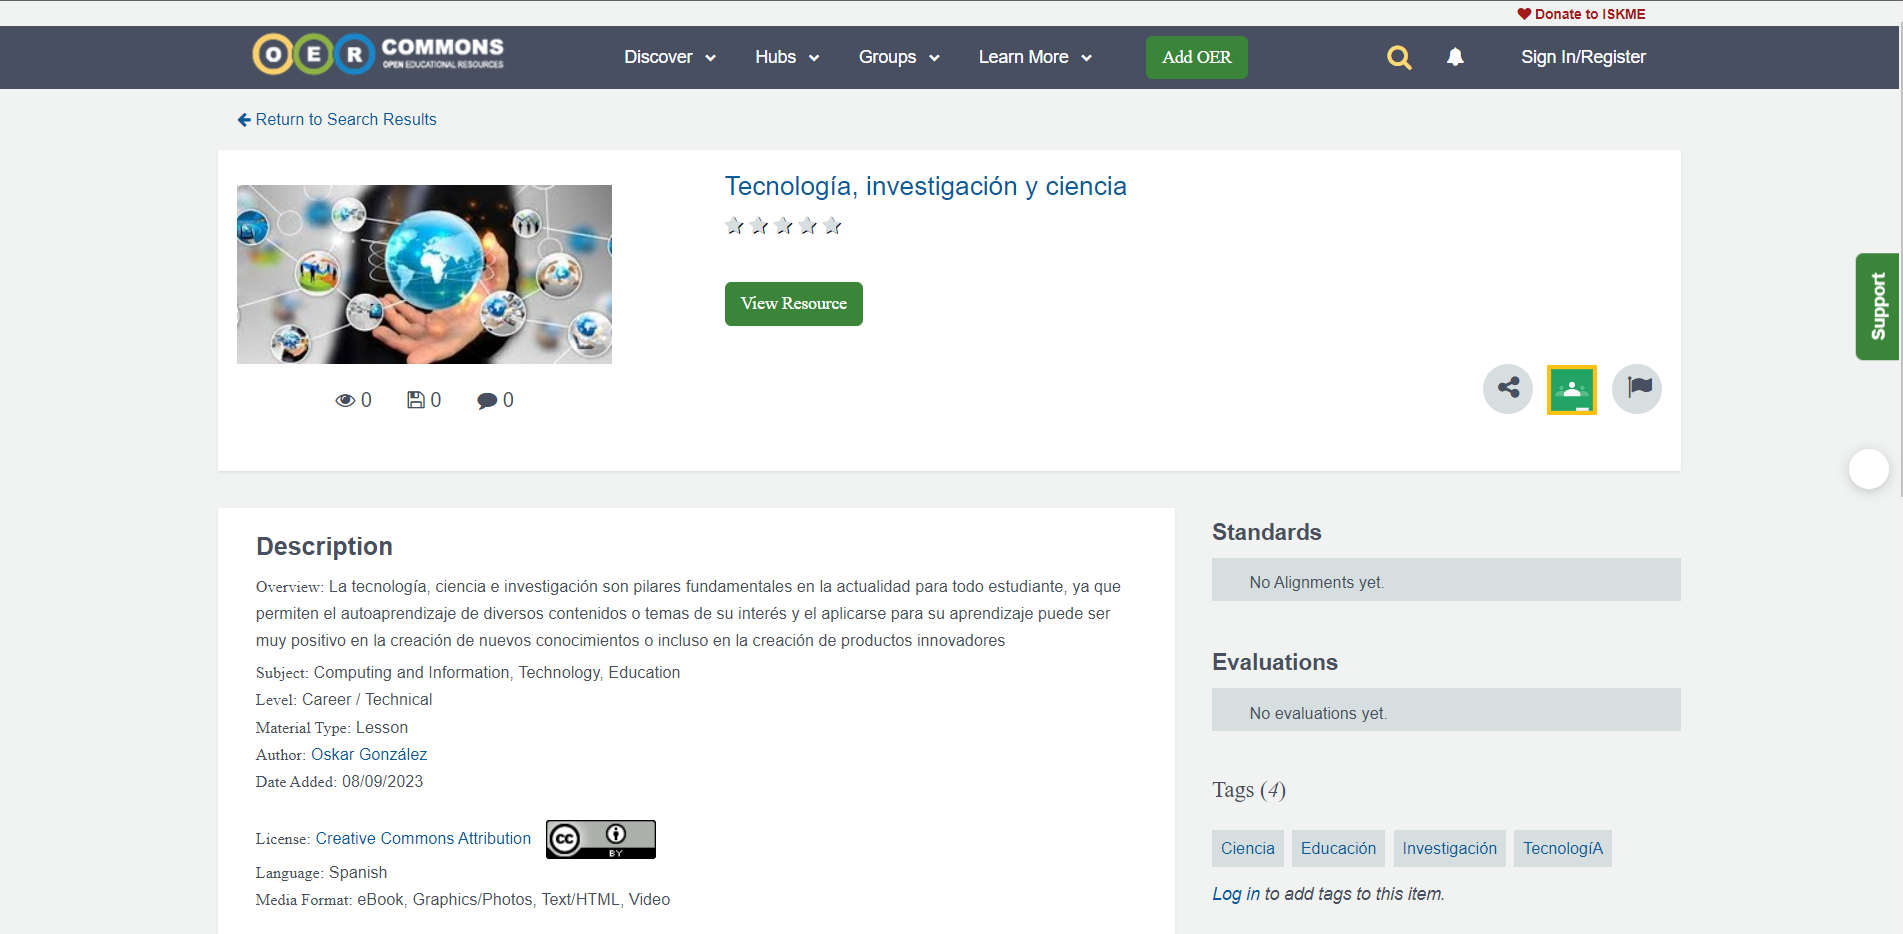 Donate to ISKME
OER COMMONS
OPEN EDUCATIONAL RESOURCES
Discover Hubs Groups Learn More Add OER Sign In/Register
Return to Search Results
Tecnología, investigación y ciencia
View Resource
0 0 0
Support
Description
Overview: La tecnología, ciencia e investigación son pilares fundamentales en la actualidad para todo estudiante, ya que
permiten el autoaprendizaje de diversos contenidos o temas de su interés y el aplicarse para su aprendizaje puede ser
muy positivo en la creación de nuevos conocimientos o incluso en la creación de productos innovadores
Subject: Computing and Information, Technology, Education
Level: Career / Technical
Material Type: Lesson
Author: Oskar González
Date Added: 08/09/2023
License: Creative Commons Attribution cc BY
Language: Spanish
Media Format: eBook, Graphics/Photos, Text/HTML, Video
Standards
No Alignments yet.
Evaluations
No evaluations yet.
Tags (4)
Ciencia Educación Investigación TecnologíA
Log in to add tags to this item.